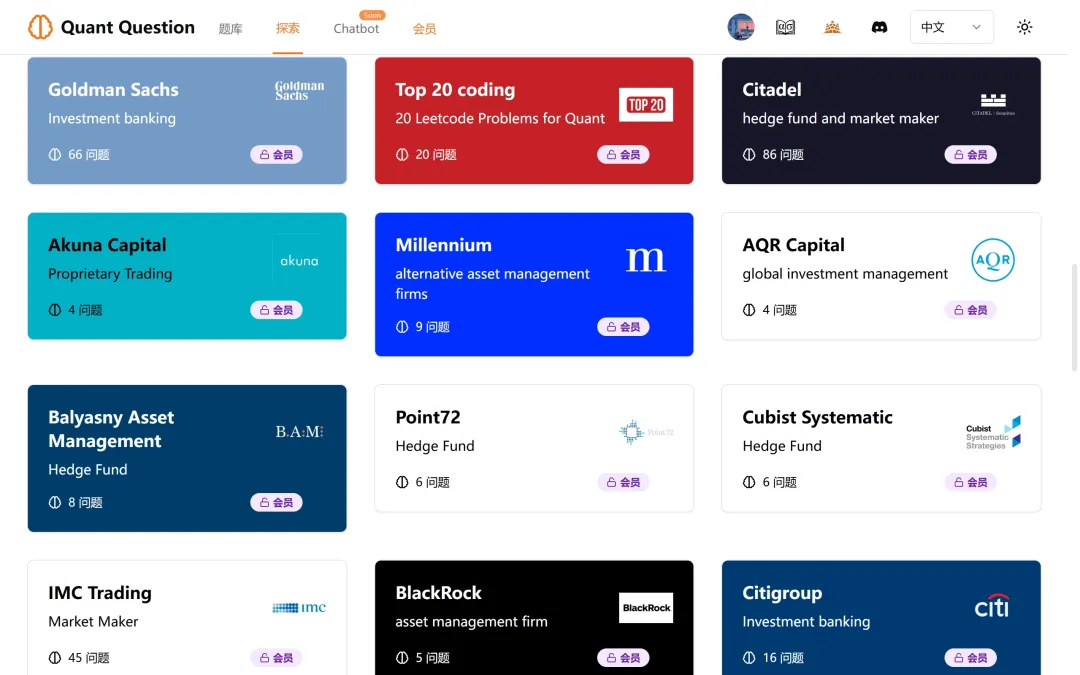 Quant Question
题库
探索
Chatbot
Soon
会员
中文
Goldman Sachs
Investment banking
66 问题
会员
Goldman
Sachs
Top 20 coding
20 Leetcode Problems for Quant
20 问题
会员
TOP 20
Citadel
hedge fund and market maker
86 问题
会员
CITADEL | Securities
Akuna Capital
Proprietary Trading
4 问题
会员
akuna
Millennium
alternative asset management
firms
9 问题
会员
m
AQR Capital
global investment management
4 问题
会员
AQR
Balyasny Asset
Management
Hedge Fund
8 问题
会员
B.A:M:
Point72
Hedge Fund
6 问题
会员
Point72
Cubist Systematic
Hedge Fund
6 问题
会员
Cubist
Systematic
Strategies
IMC Trading
Market Maker
45 问题
会员
imc
BlackRock
asset management firm
5 问题
会员
BlackRock
Citigroup
Investment banking
16 问题
会员
citi